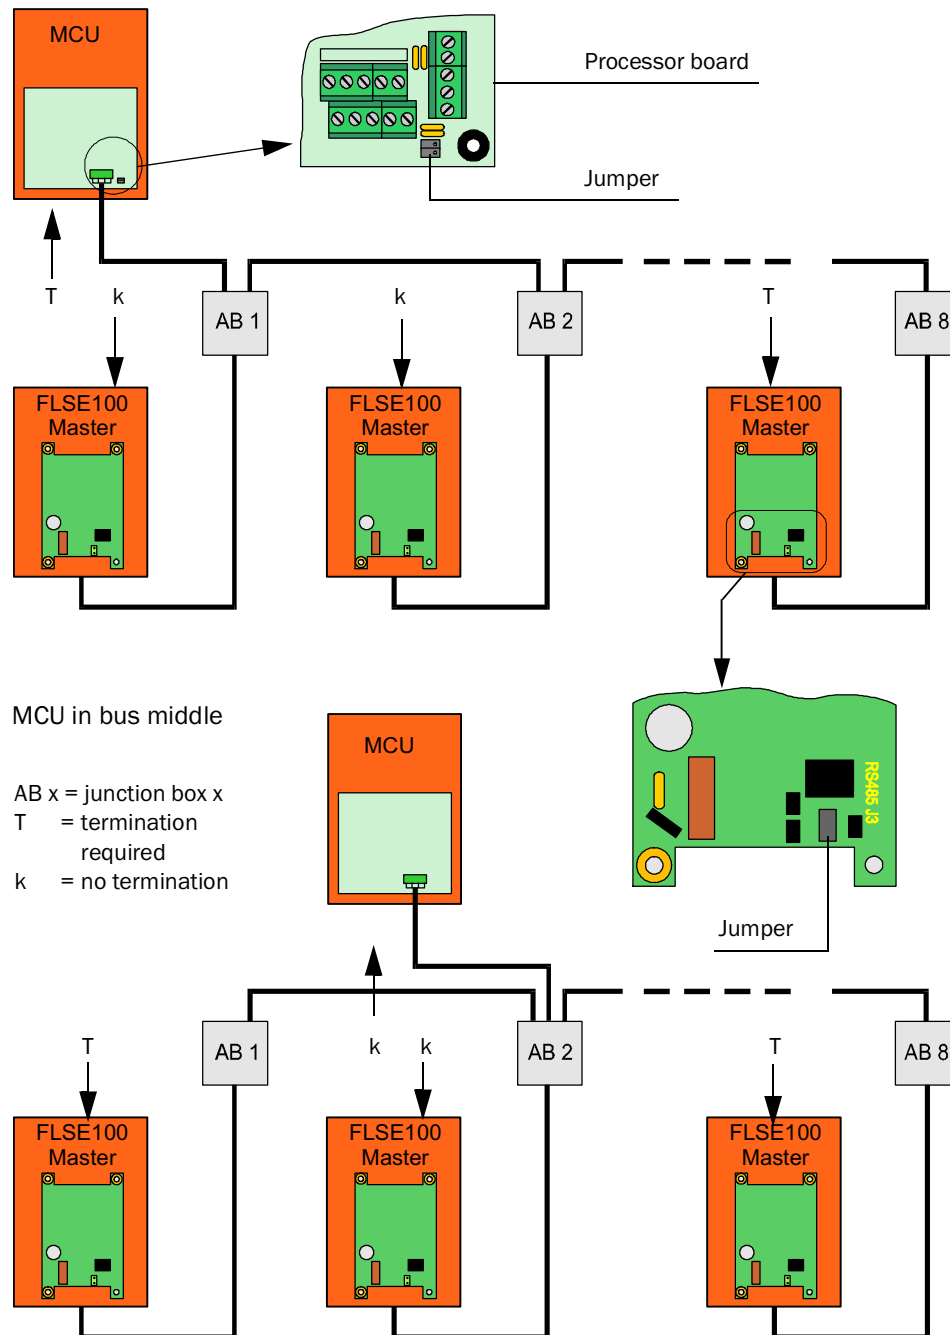 MCU
Processor board
Jumper
T
k
k
T
AB 1
AB 2
AB 8
FLSE100
Master
FLSE100
Master
FLSE100
Master
RS485 J3
Jumper
MCU in bus middle
AB x = junction box x
T = termination
required
k = no termination
MCU
T
k
k
T
AB 1
AB 2
AB 8
FLSE100
Master
FLSE100
Master
FLSE100
Master